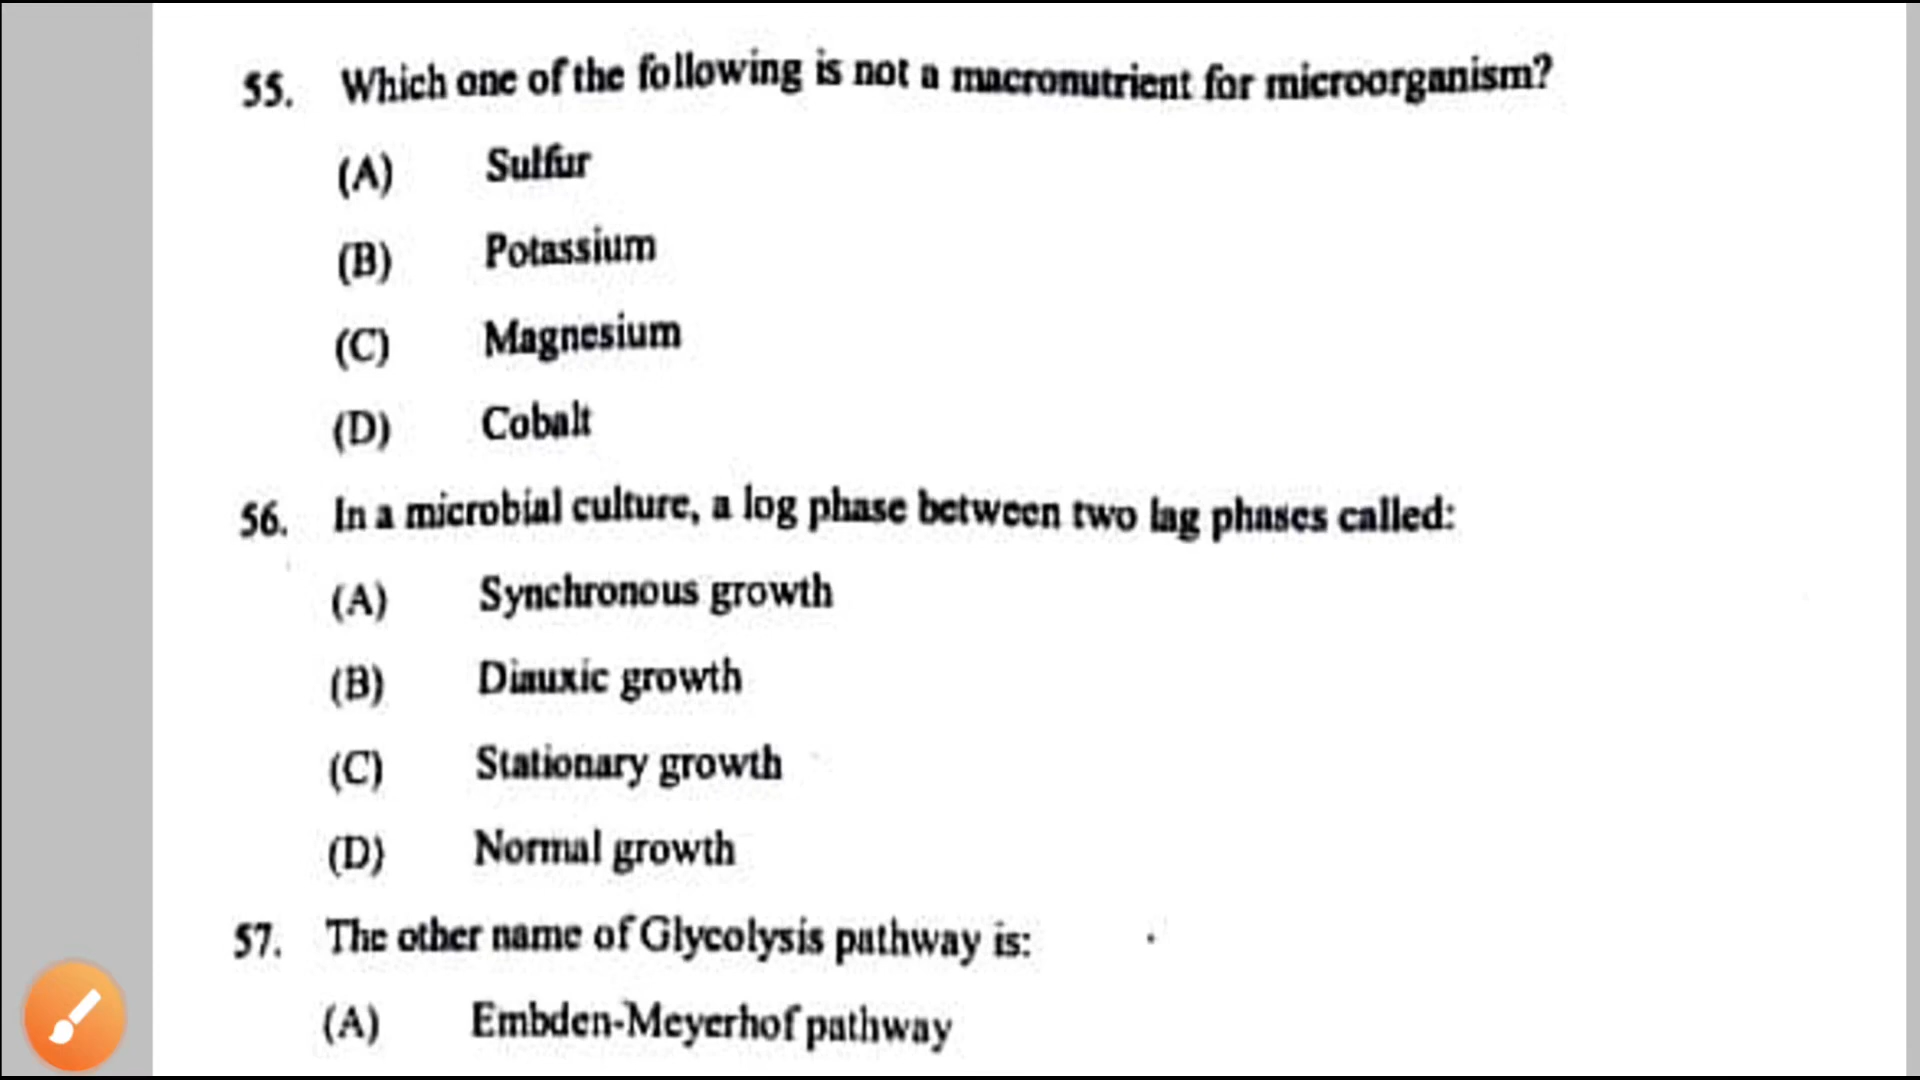 55. Which one of the following is not a macronutrient for microorganism?
(A) Sulfur
(B) Potassium
(C) Magnesium
(D) Cobalt
56. In a microbial culture, a log phase between two lag phases called:
(A) Synchronous growth
(B) Diauxic growth
(C) Stationary growth
(D) Normal growth
57. The other name of Glycolysis pathway is:
(A) Embden-Meyerhof pathway